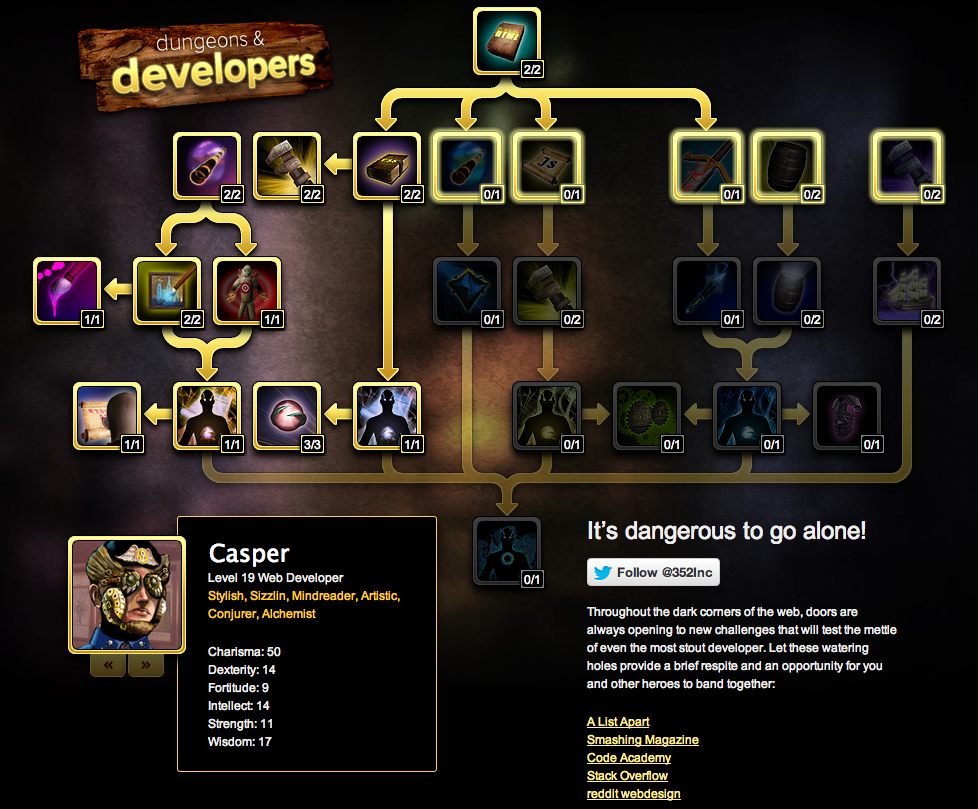 dungeons &
developers
HTML
2/2
2/2
2/2
2/2
0/1
JS
0/1
0/1
0/2
0/2
1/1
2/2
1/1
0/1
0/2
0/1
0/2
0/2
1/1
1/1
3/3
1/1
0/1
0/1
0/1
0/1
0/1
Casper
Level 19 Web Developer
Stylish, Sizzlin, Mindreader, Artistic,
Conjurer, Alchemist
Charisma: 50
Dexterity: 14
Fortitude: 9
Intellect: 14
Strength: 11
Wisdom: 17
«
»
It’s dangerous to go alone!
Follow @352Inc
Throughout the dark corners of the web, doors are
always opening to new challenges that will test the mettle
of even the most stout developer. Let these watering
holes provide a brief respite and an opportunity for you
and other heroes to band together:
A List Apart
Smashing Magazine
Code Academy
Stack Overflow
reddit webdesign